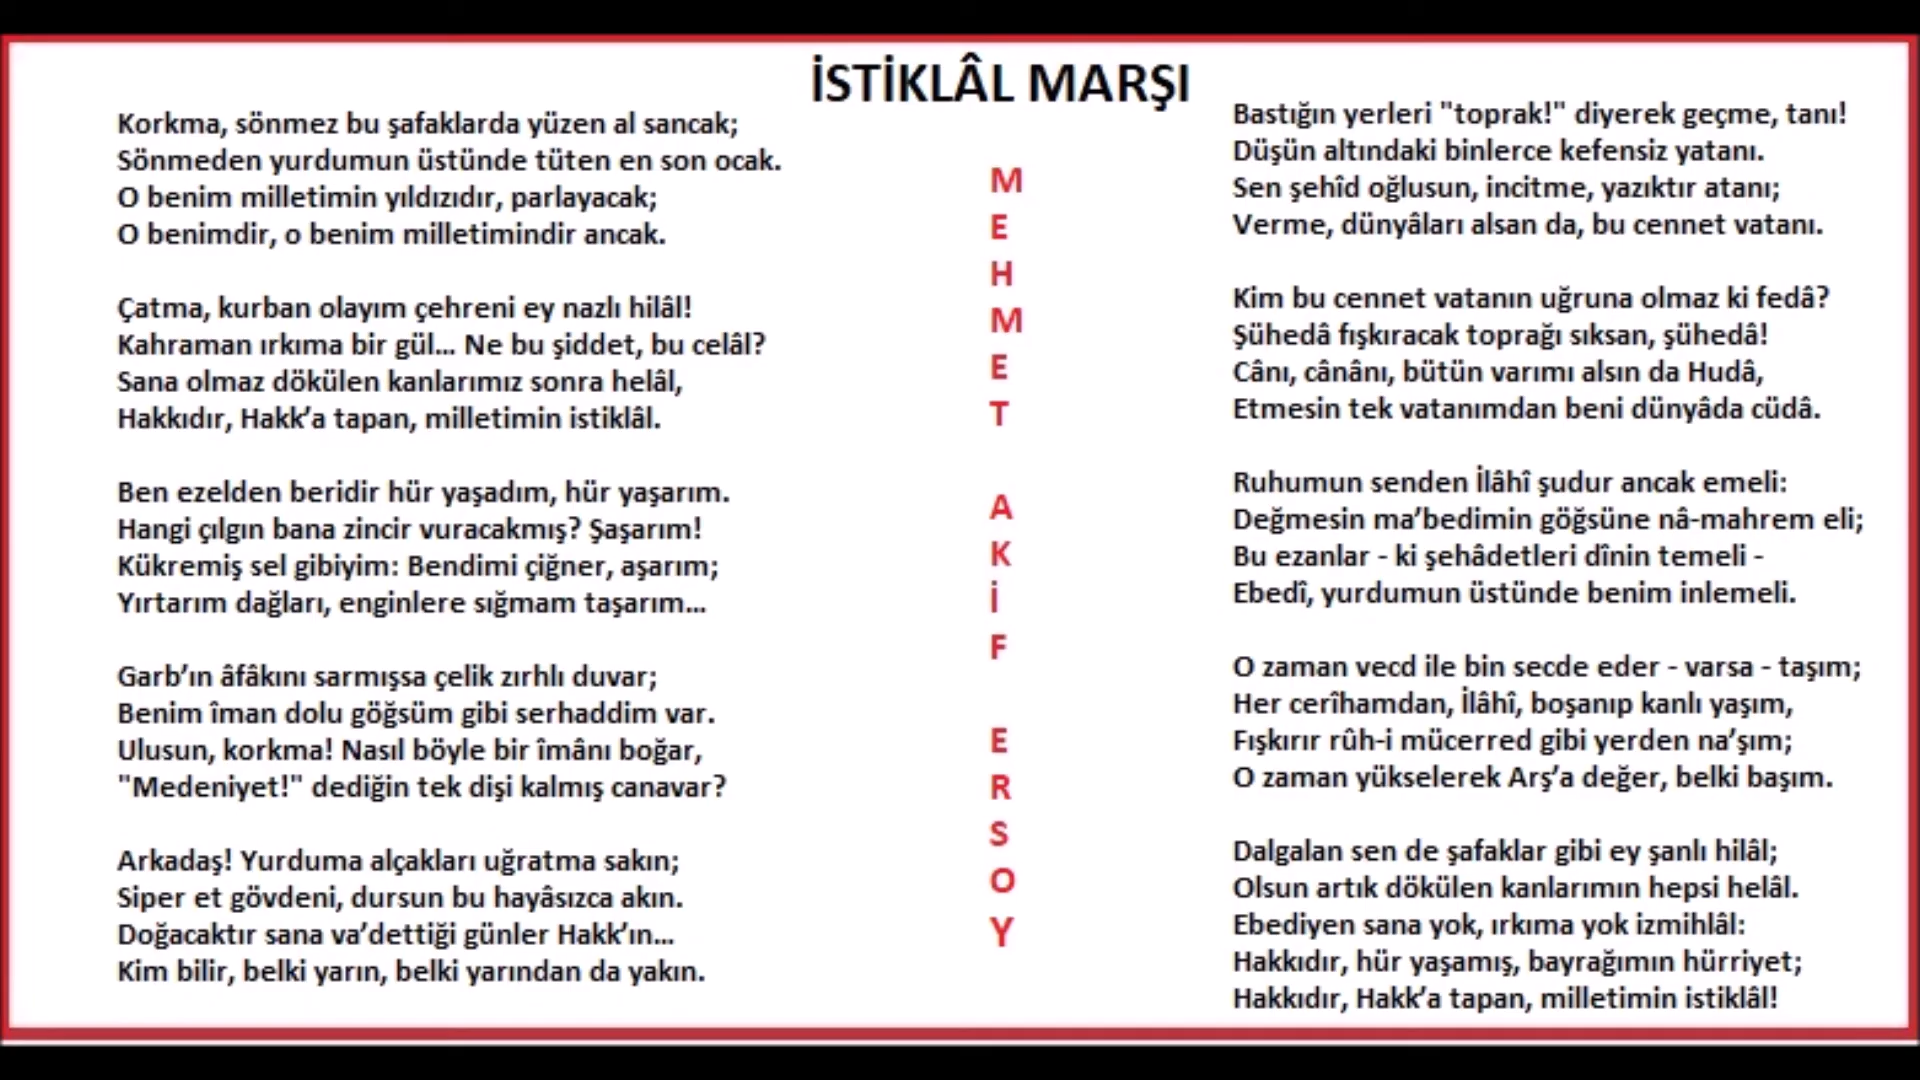 İSTİKLÂL MARŞI
Korkma, sönmez bu şafaklarda yüzen al sancak;
Sönmeden yurdumun üstünde tüten en son ocak.
O benim milletimin yıldızıdır, parlayacak;
O benimdir, o benim milletimindir ancak.
Çatma, kurban olayım çehreni ey nazlı hilâl!
Kahraman ırkıma bir gül... Ne bu şiddet, bu celâl?
Sana olmaz dökülen kanlarımız sonra helâl,
Hakkıdır, Hakk’a tapan, milletimin istiklâl.
Ben ezelden beridir hür yaşadım, hür yaşarım.
Hangi çılgın bana zincir vuracakmış? Şaşarım!
Kükremiş sel gibiyim: Bendimi çiğner, aşarım;
Yırtarım dağları, enginlere sığmam taşarım...
Garb’ın âfâkını sarmışsa çelik zırhlı duvar;
Benim îman dolu göğsüm gibi serhaddim var.
Ulusun, korkma! Nasıl böyle bir îmânı boğar,
"Medeniyet!" dediğin tek dişi kalmış canavar?
Arkadaş! Yurduma alçakları uğratma sakın;
Siper et gövdeni, dursun bu hayâsızca akın.
Doğacaktır sana va’dettiği günler Hakk’ın...
Kim bilir, belki yarın, belki yarından da yakın.
M
E
H
M
E
T
A
K
İ
F
E
R
S
O
Y
Bastığın yerleri "toprak!" diyerek geçme, tanı!
Düşün altındaki binlerce kefensiz yatanı.
Sen şehîd oğlusun, incitme, yazıktır atanı;
Verme, dünyâları alsan da, bu cennet vatanı.
Kim bu cennet vatanın uğruna olmaz ki fedâ?
Şühedâ fışkıracak toprağı sıksan, şühedâ!
Cânı, cânânı, bütün varımı alsın da Hudâ,
Etmesin tek vatanımdan beni dünyâda cüdâ.
Ruhumun senden İlâhî şudur ancak emeli:
Değmesin ma’bedimin göğsüne nâ-mahrem eli;
Bu ezanlar - ki şehâdetleri dînin temeli -
Ebedî, yurdumun üstünde benim inlemeli.
O zaman vecd ile bin secde eder - varsa - taşım;
Her cerîhamdan, İlâhî, boşanıp kanlı yaşım,
Fışkırır rûh-i mücerred gibi yerden na’şım;
O zaman yükselerek Arş’a değer, belki başım.
Dalgalan sen de şafaklar gibi ey şanlı hilâl;
Olsun artık dökülen kanlarımın hepsi helâl.
Ebediyen sana yok, ırkıma yok izmihlâl:
Hakkıdır, hür yaşamış, bayrağımın hürriyet;
Hakkıdır, Hakk’a tapan, milletimin istiklâl!